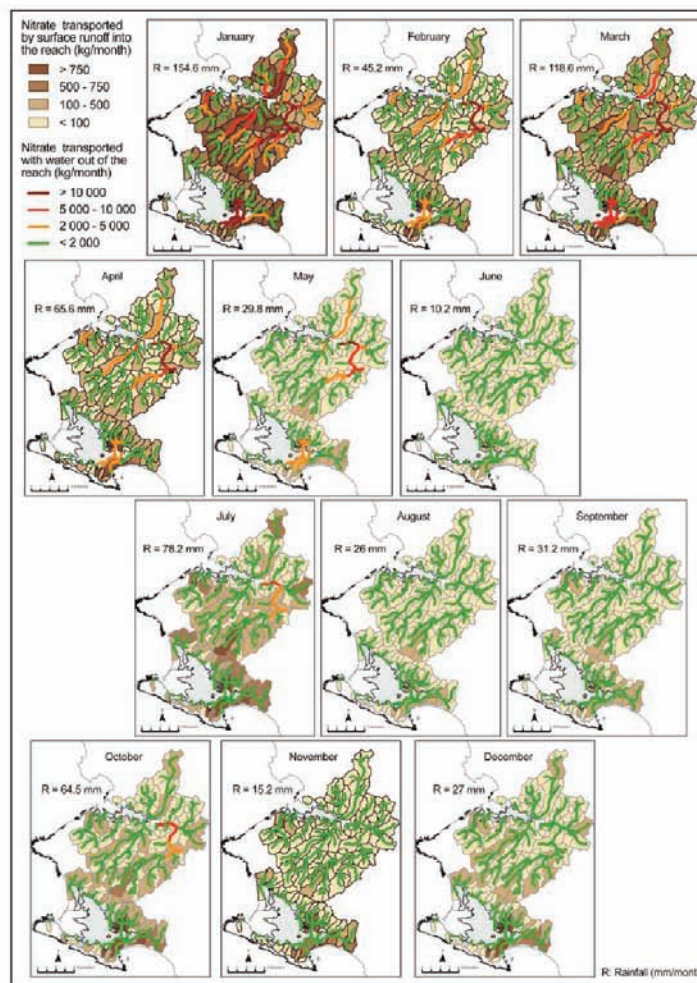 Nitrate transported
by surface runoff into
the reach (kg/month)
> 750
500 - 750
100 - 500
< 100
Nitrate transported
with water out of the
reach (kg/month)
> 10 000
5 000 - 10 000
2 000 - 5 000
< 2 000
January
R = 154.6 mm
February
R = 45.2 mm
March
R = 118.6 mm
April
R = 65.6 mm
May
R = 29.8 mm
June
R = 10.2 mm
July
R = 78.2 mm
August
R = 26 mm
September
R = 31.2 mm
October
R = 64.5 mm
November
R = 15.2 mm
December
R = 27 mm
R: Rainfall (mm/mont